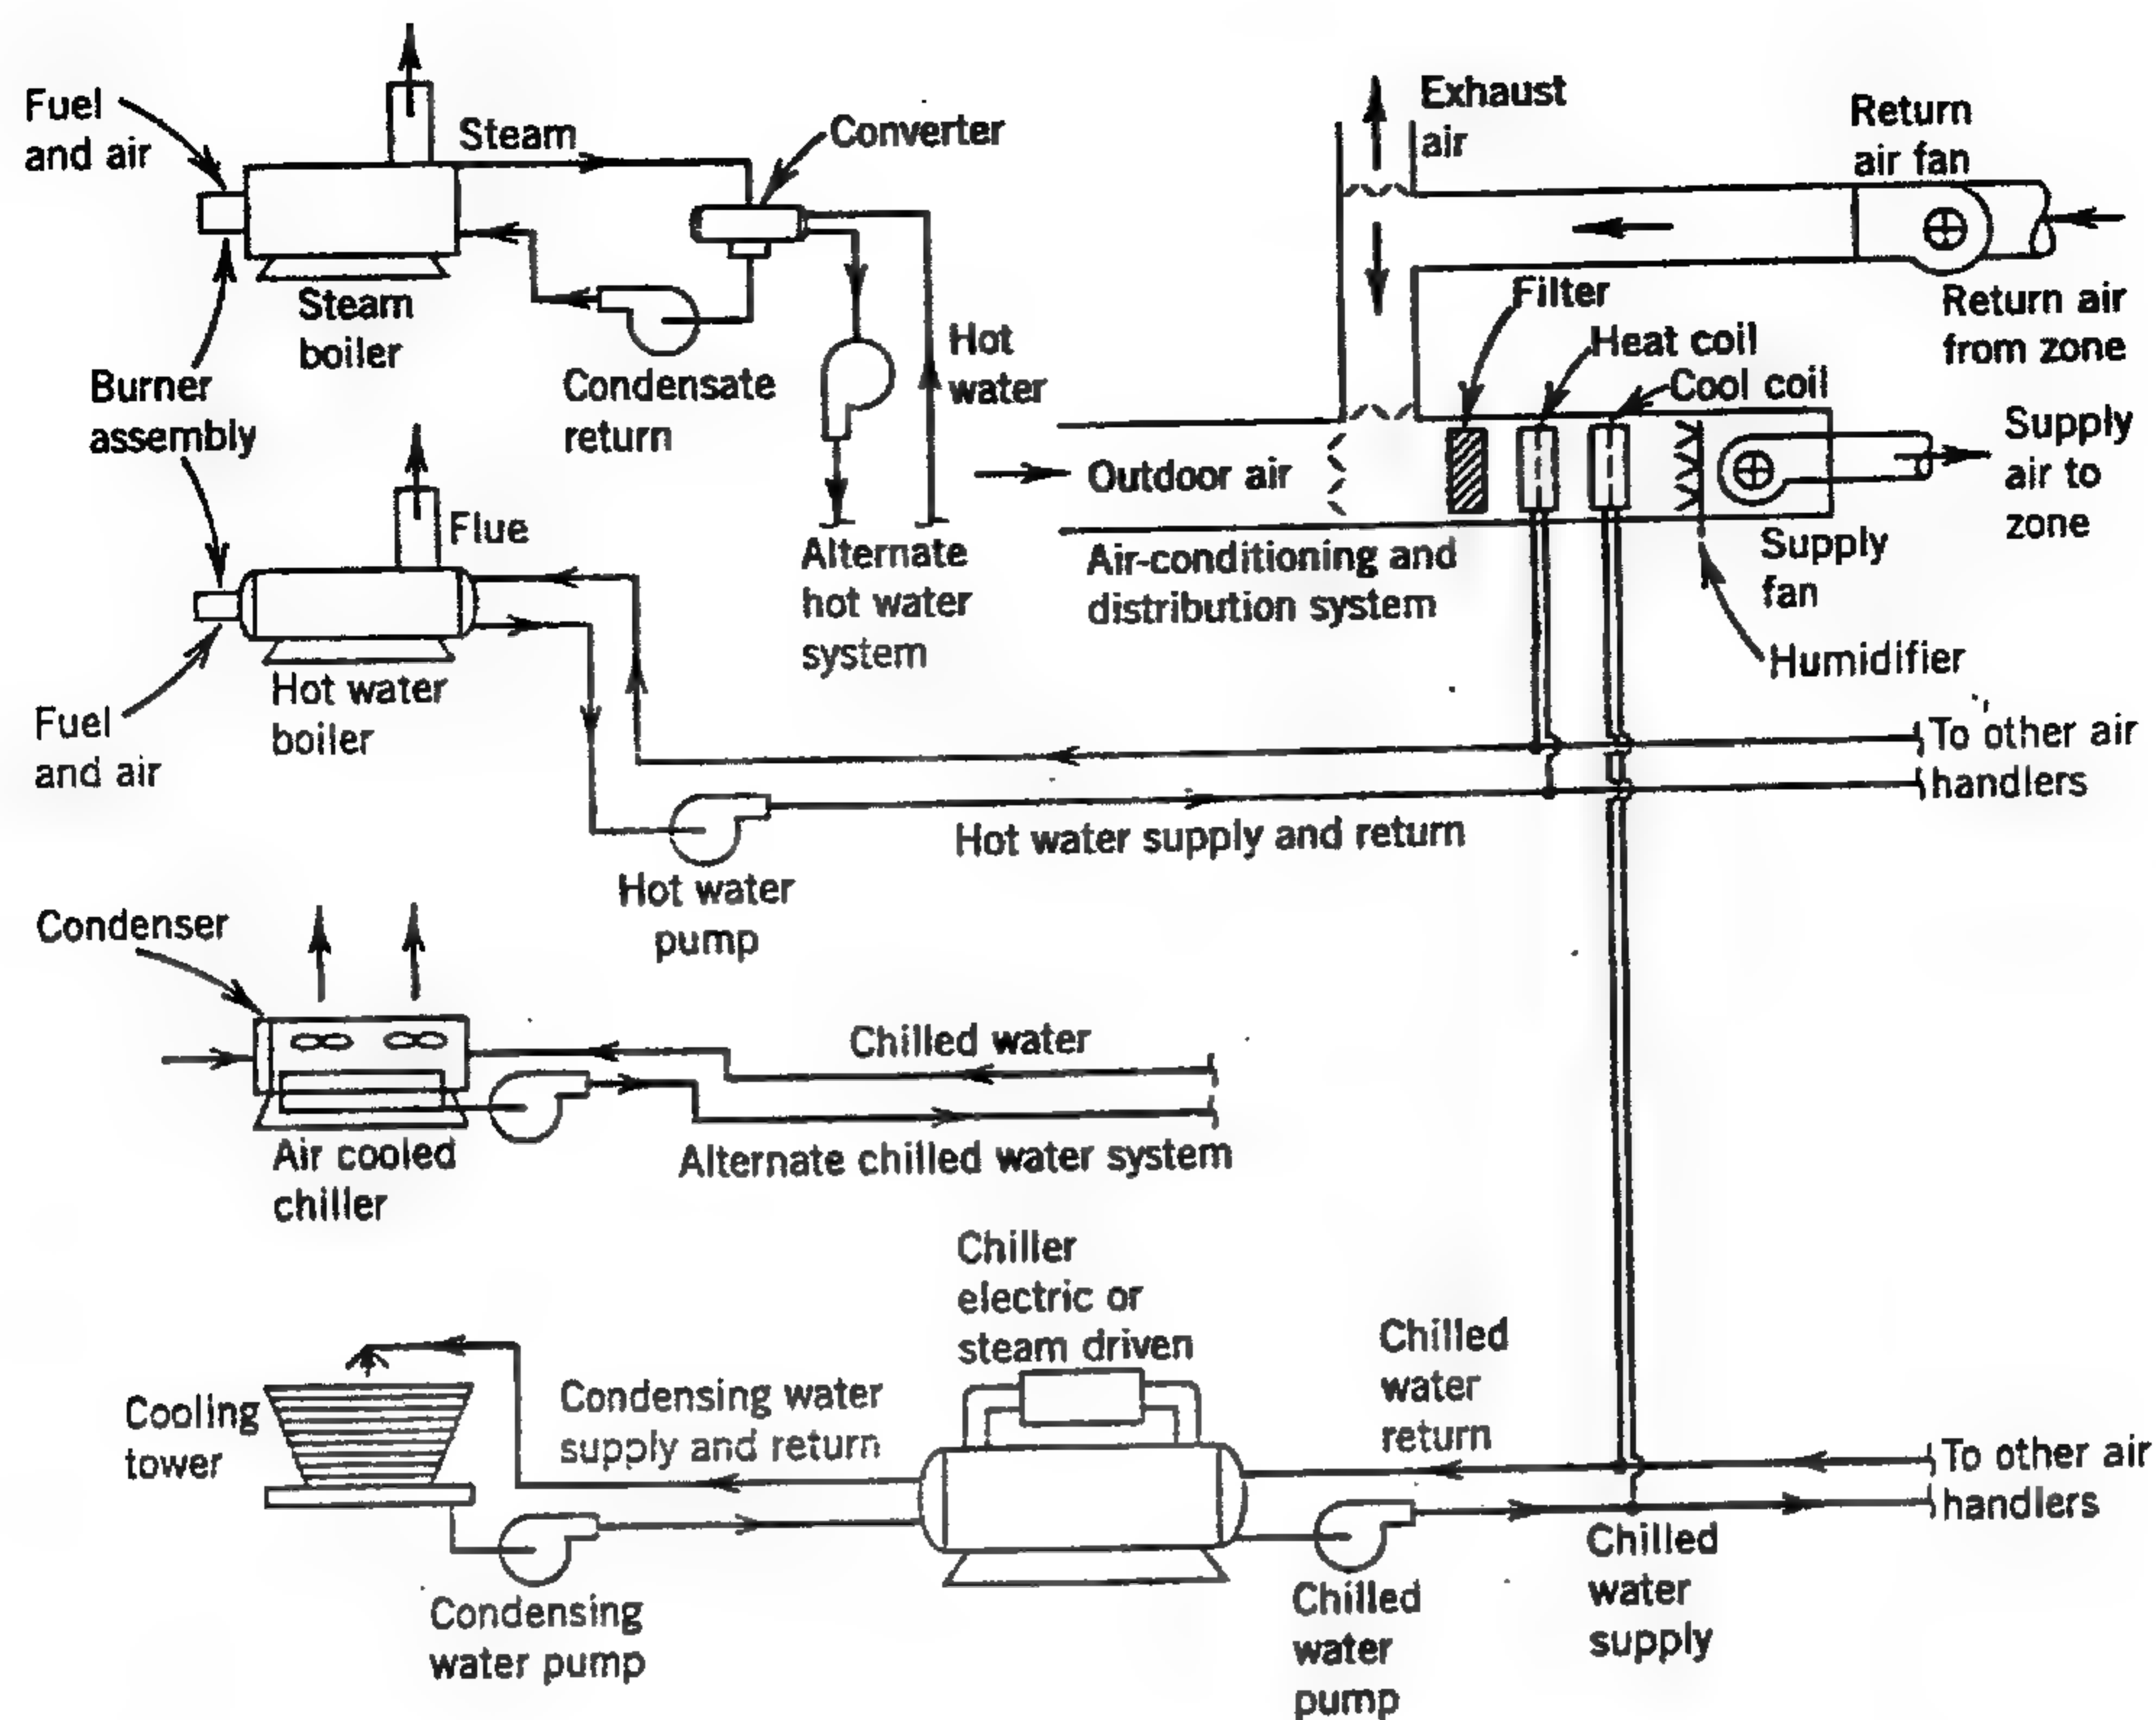 Fuel
and air
Steam
Converter
Exhaust
air
Return
air fan
Steam
boiler
Filter
Return air
from zone
Burner
assembly
Condensate
return
Hot
water
Heat coil
Cool coil
Outdoor air
Supply
air to
zone
Flue
Alternate
hot water
system
Air-conditioning and
distribution system
Supply
fan
Humidifier
Hot water
boiler
Fuel
and air
To other air
handlers
Hot water supply and return
Hot water
pump
Condenser
Chilled water
Air cooled
chiller
Alternate chilled water system
Chiller
electric or
steam driven
Chilled
water
return
Cooling
tower
Condensing water
supply and return
To other air
handlers
Condensing
water pump
Chilled
water
pump
Chilled
water
supply